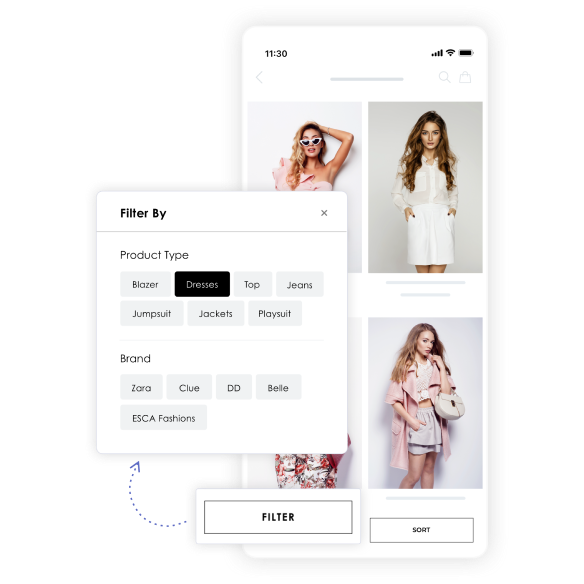 11:30
Filter By ×
Product Type
Blazer Dresses Top Jeans
Jumpsuit Jackets Playsuit
Brand
Zara Clue DD Belle
ESCA Fashions
FILTER
SORT